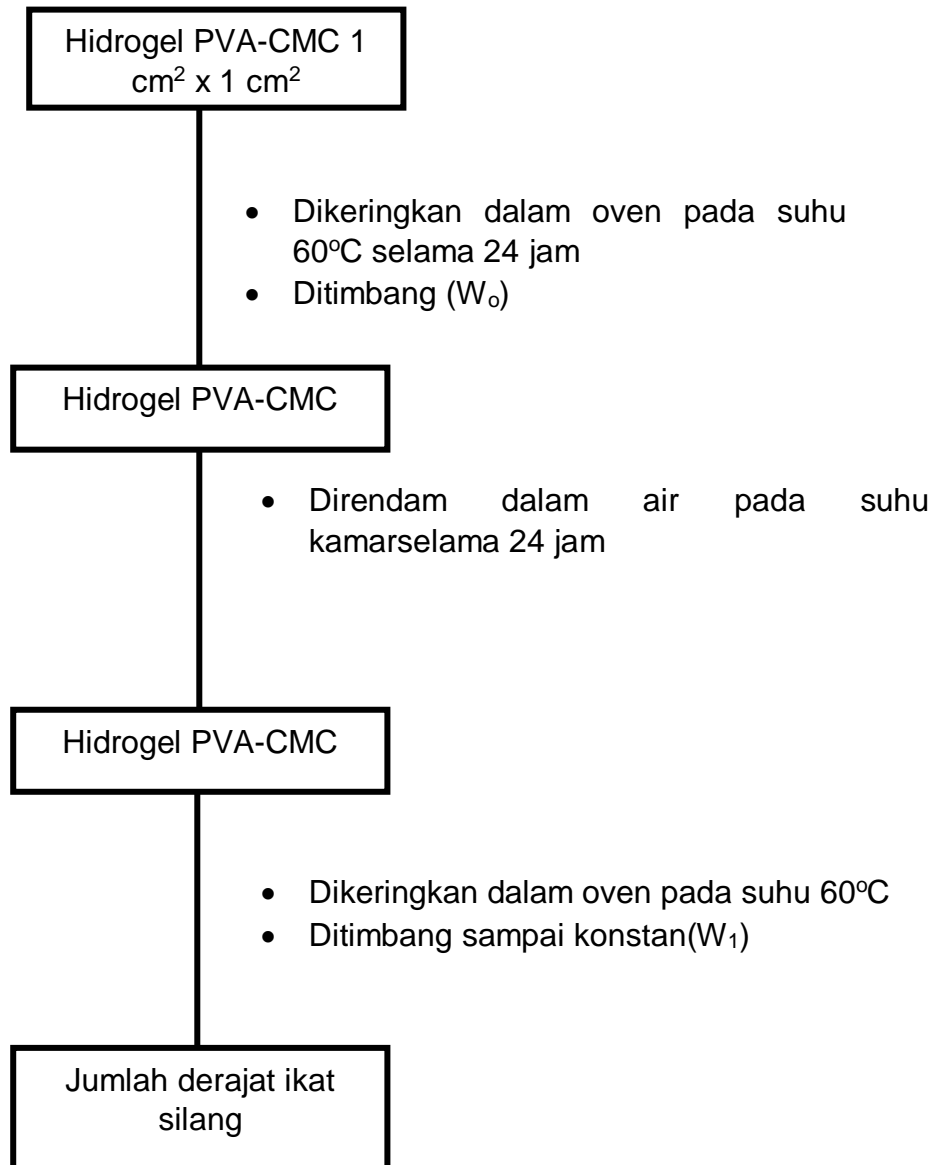 Hidrogel PVA-CMC 1
cm² x 1 cm²
• Dikeringkan dalam oven pada suhu
60ºC selama 24 jam
• Ditimbang (Wₒ)
Hidrogel PVA-CMC
• Direndam dalam air pada suhu
kamarselama 24 jam
Hidrogel PVA-CMC
• Dikeringkan dalam oven pada suhu 60ºC
• Ditimbang sampai konstan(W₁)
Jumlah derajat ikat
silang